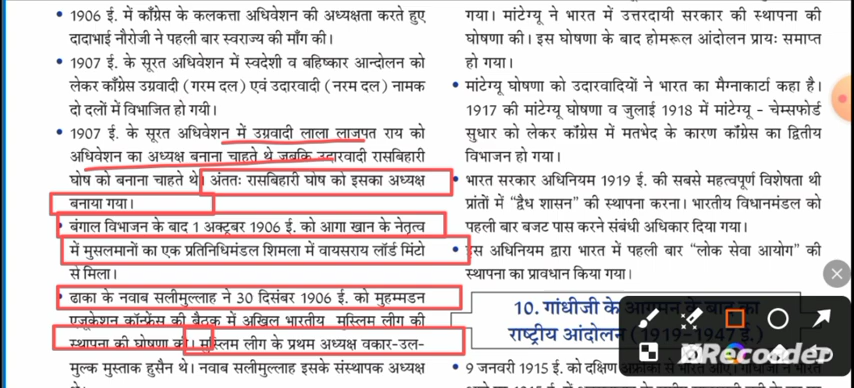 • 1906 ई. में काँग्रेस के कलकत्ता अधिवेशन की अध्यक्षता करते हुए
दादाभाई नौरोजी ने पहली बार स्वराज्य की माँग की।
• 1907 ई. के सूरत अधिवेशन में स्वदेशी व बहिष्कार आन्दोलन को
लेकर काँग्रेस उग्रवादी (गरम दल) एवं उदारवादी (नरम दल) नामक
दो दलों में विभाजित हो गयी।
• 1907 ई. के सूरत अधिवेशन में उग्रवादी लाला लाजपत राय को
अधिवेशन का अध्यक्ष बनाना चाहते थे जबकि उदारवादी रासबिहारी
घोष को बनाना चाहते थे। अंततः रासबिहारी घोष को इसका अध्यक्ष
बनाया गया।
• बंगाल विभाजन के बाद 1 अक्टूबर 1906 ई. को आगा खान के नेतृत्व
में मुसलमानों का एक प्रतिनिधिमंडल शिमला में वायसराय लॉर्ड मिंटो
से मिला।
• ढाका के नवाब सलीमुल्लाह ने 30 दिसंबर 1906 ई. को मुहम्मडन
एजूकेशन कॉन्फ्रेंस की बैठक में अखिल भारतीय मुस्लिम लीग की
स्थापना की घोषणा की। मुस्लिम लीग के प्रथम अध्यक्ष वकार-उल-
मुल्क मुस्ताक हुसैन थे। नवाब सलीमुल्लाह इसके संस्थापक अध्यक्ष
गया। मांटेग्यू ने भारत में उत्तरदायी सरकार की स्थापना की
घोषणा की। इस घोषणा के बाद होमरूल आंदोलन प्रायः समाप्त
हो गया।
• मांटेग्यू घोषणा को उदारवादियों ने भारत का मैग्नाकार्टा कहा है।
1917 की मांटेग्यू घोषणा व जुलाई 1918 में मांटेग्यू - चेम्सफोर्ड
सुधार को लेकर काँग्रेस में मतभेद के कारण काँग्रेस का द्वितीय
विभाजन हो गया।
• भारत सरकार अधिनियम 1919 ई. की सबसे महत्वपूर्ण विशेषता थी
प्रांतों में “द्वैध शासन” की स्थापना करना। भारतीय विधानमंडल को
पहली बार बजट पास करने संबंधी अधिकार दिया गया।
• इस अधिनियम द्वारा भारत में पहली बार “लोक सेवा आयोग” की
स्थापना का प्रावधान किया गया।
10. गांधीजी के आगमन के बाद का
राष्ट्रीय आंदोलन (1919-1947 ई.)
• 9 जनवरी 1915 ई. को दक्षिण अफ्रीका से भारत आए। गांधीजी ने भारत
XRecorder